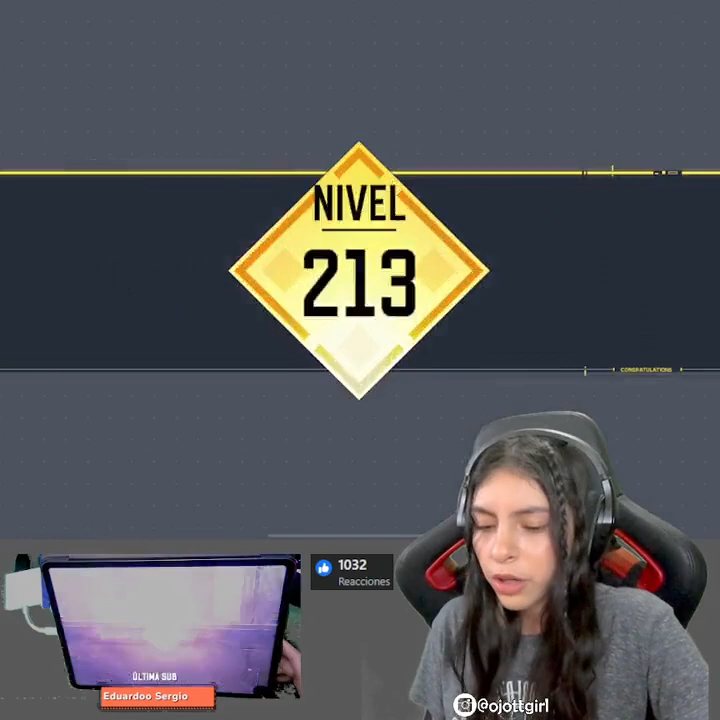 NIVEL
213
CONGRATULATIONS
1032
Reacciones
ÚLTIMA SUB
Eduardoo Sergio
@ojottgirl